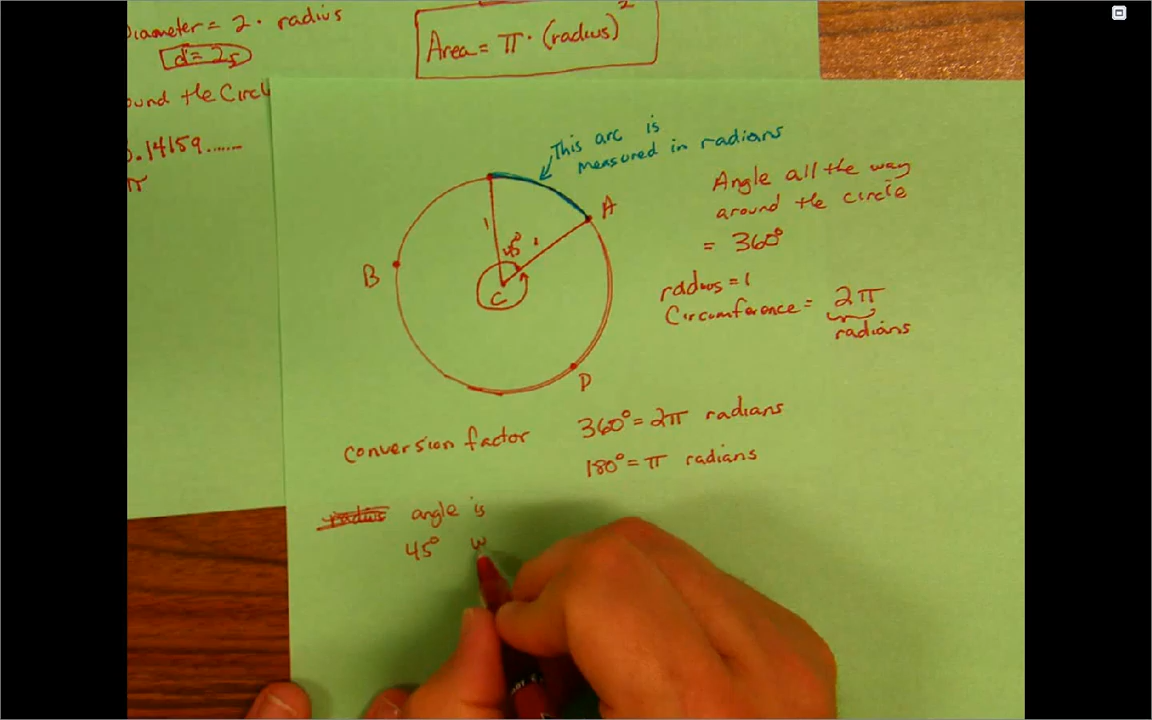 Diameter = 2 · radius
d = 2r
Area = π · (radius)²
ound the Circl
.14159......
π
This arc is
measured in radians
Angle all the way
around the circle
= 360°
A
1
45°
1
B
C
radius = 1
Circumference = 2π
radians
D
conversion factor
360° = 2π radians
180° = π radians
radius angle is
45° w